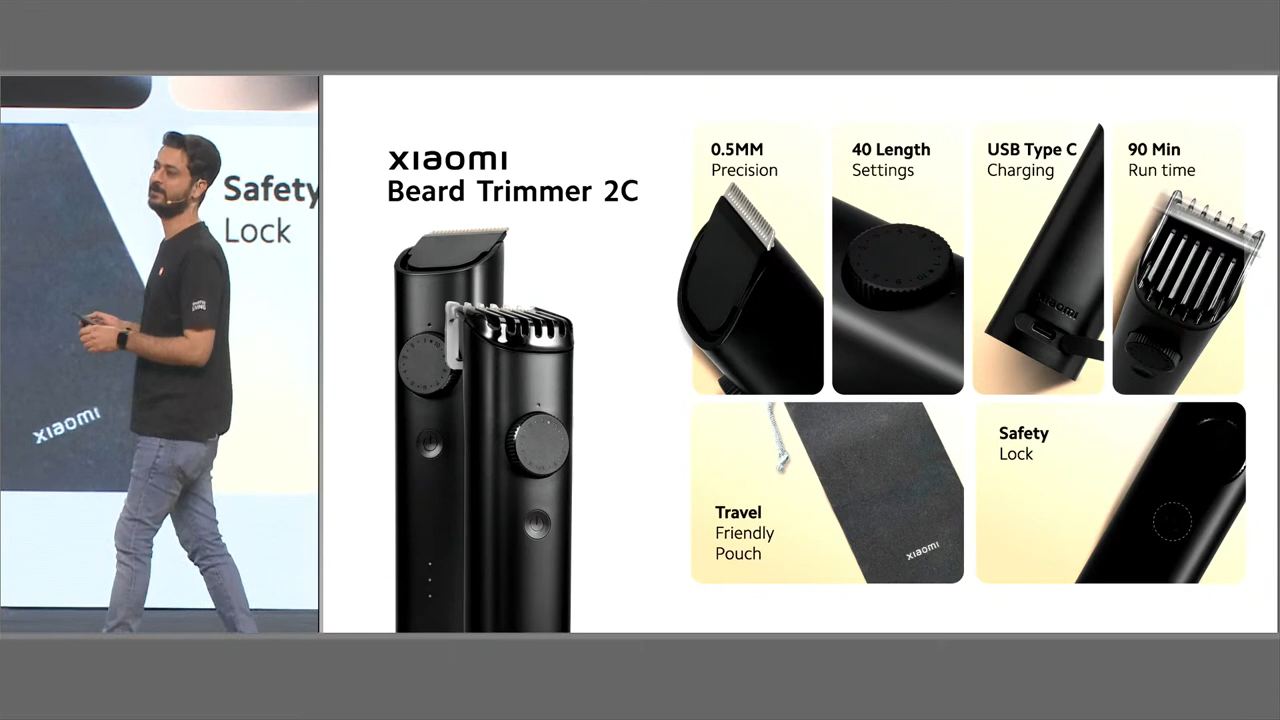 Safety
Lock
xiaomi
xiaomi
Beard Trimmer 2C
0.5MM
Precision
40 Length
Settings
USB Type C
Charging
xiaomi
90 Min
Run time
Travel
Friendly
Pouch
xiaomi
Safety
Lock